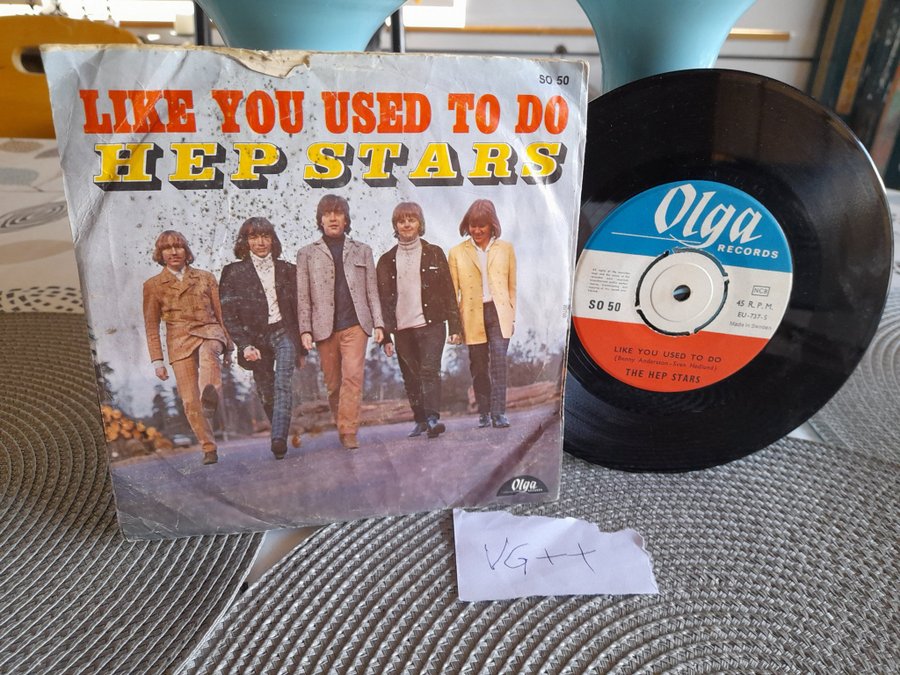 SO 50
LIKE YOU USED TO DO
HEP STARS
Olga
Olga
RECORDS
NCB
SO 50
45 R.P.M.
EU-737-S
Made in Sweden
LIKE YOU USED TO DO
(Benny Andersson - Sven Hedlund)
THE HEP STARS
VG++